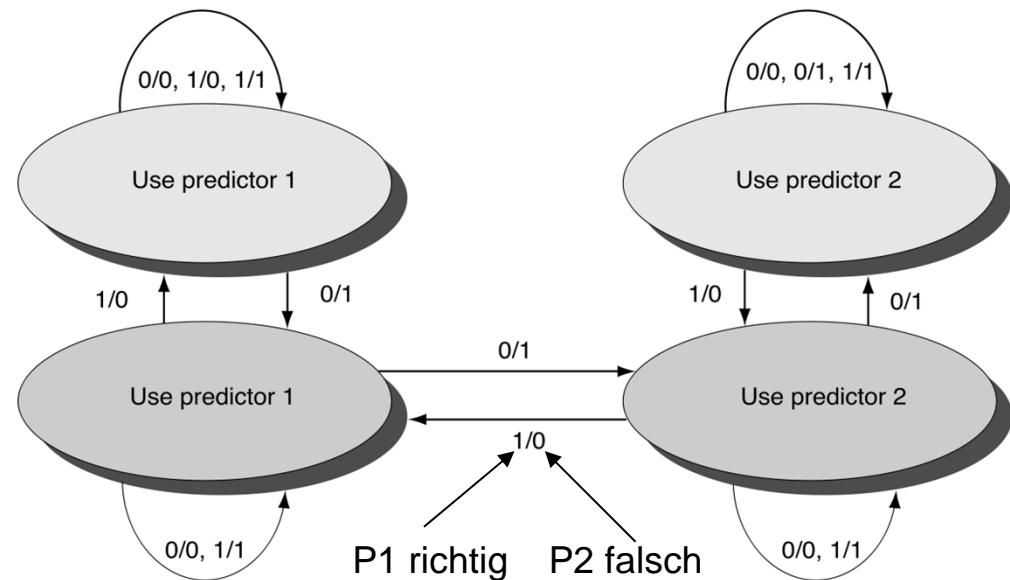 0/0, 1/0, 1/1
0/0, 0/1, 1/1
Use predictor 1
Use predictor 2
1/0
0/1
1/0
0/1
0/1
Use predictor 1
Use predictor 2
1/0
0/0, 1/1
P1 richtig
P2 falsch
0/0, 1/1